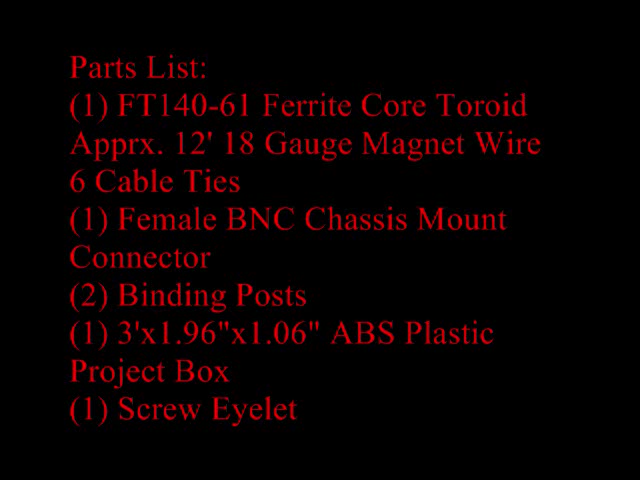 Parts List:
(1) FT140-61 Ferrite Core Toroid
Apprx. 12' 18 Gauge Magnet Wire
6 Cable Ties
(1) Female BNC Chassis Mount
Connector
(2) Binding Posts
(1) 3'x1.96"x1.06" ABS Plastic
Project Box
(1) Screw Eyelet